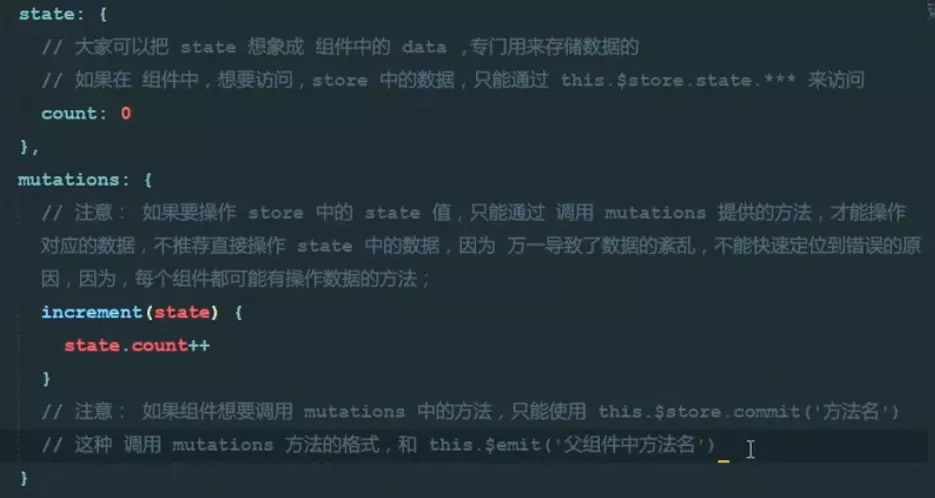 state: {
// 大家可以把 state 想象成 组件中的 data ,专门用来存储数据的
// 如果在 组件中，想要访问，store 中的数据，只能通过 this.$store.state.*** 来访问
count: 0
},
mutations: {
// 注意： 如果要操作 store 中的 state 值，只能通过 调用 mutations 提供的方法，才能操作
对应的数据，不推荐直接操作 state 中的数据，因为 万一导致了数据的紊乱，不能快速定位到错误的原
因，因为，每个组件都可能有操作数据的方法；
increment(state) {
state.count++
}
// 注意： 如果组件想要调用 mutations 中的方法，只能使用 this.$store.commit('方法名')
// 这种 调用 mutations 方法的格式，和 this.$emit('父组件中方法名')
}